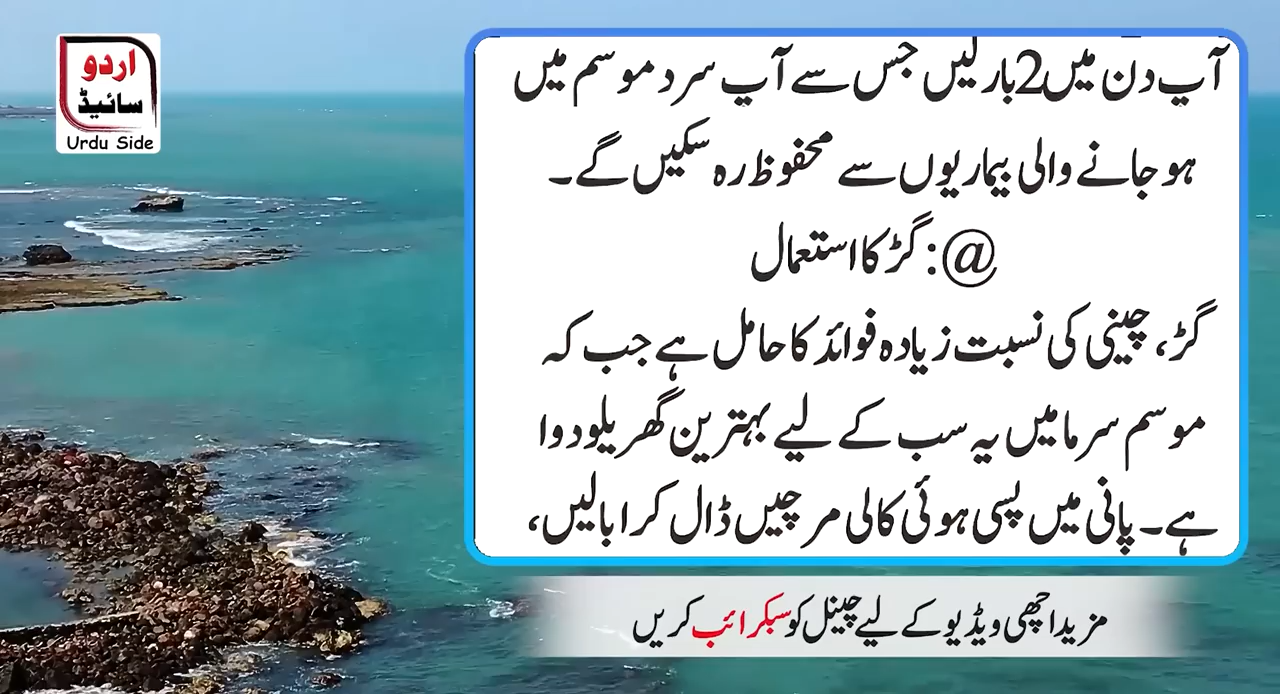 اردو
سائیڈ
Urdu Side
آپ دن میں 2 بار لیں جس سے آپ سرد موسم میں
ہو جانے والی بیماریوں سے محفوظ رہ سکیں گے۔
@: گڑ کا استعمال
گڑ، چینی کی نسبت زیادہ فوائد کا حامل ہے جب کہ
موسم سرما میں یہ سب کے لیے بہترین گھریلو دوا
ہے۔ پانی میں پسی ہوئی کالی مرچیں ڈال کر ابالیں،
مزید اچھی ویڈیو کے لیے چینل کو سبکرائب کریں